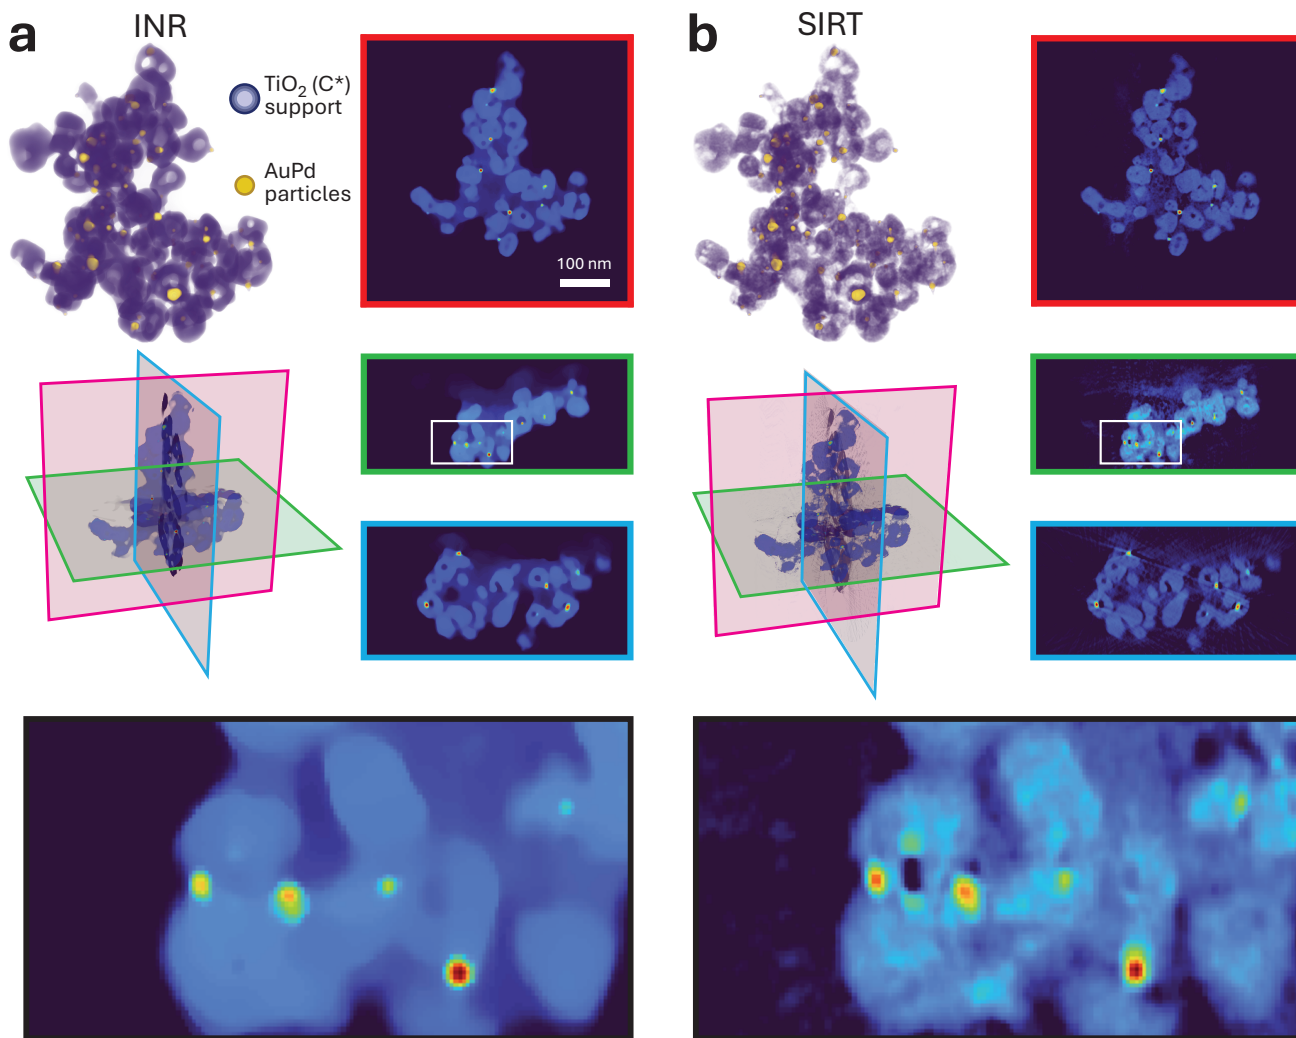 a
INR
TiO₂ (C*)
support
AuPd
particles
100 nm
b
SIRT